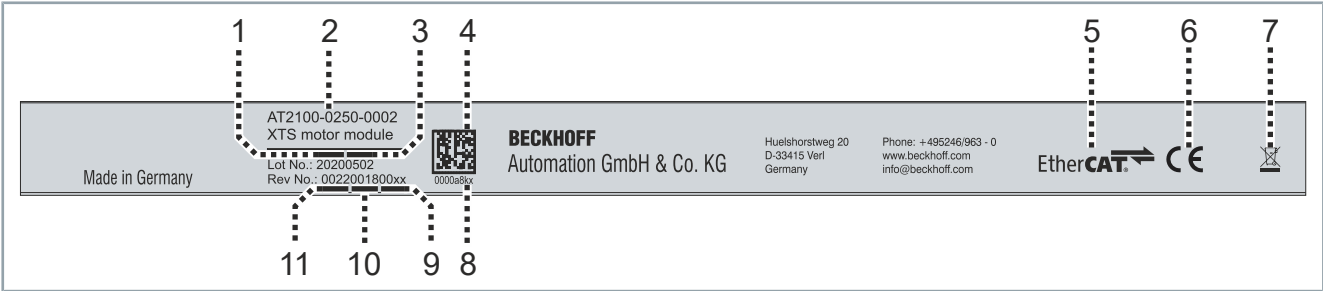 1 2 3 4 5 6 7
AT2100-0250-0002
XTS motor module
Lot No.: 20200502
Rev No.: 0022001800xx
Made in Germany
0000a8kx
BECKHOFF
Automation GmbH & Co. KG
Huelshorstweg 20
D-33415 Verl
Germany
Phone: +495246/963 - 0
www.beckhoff.com
info@beckhoff.com
EtherCAT®
CE
11 10 9 8